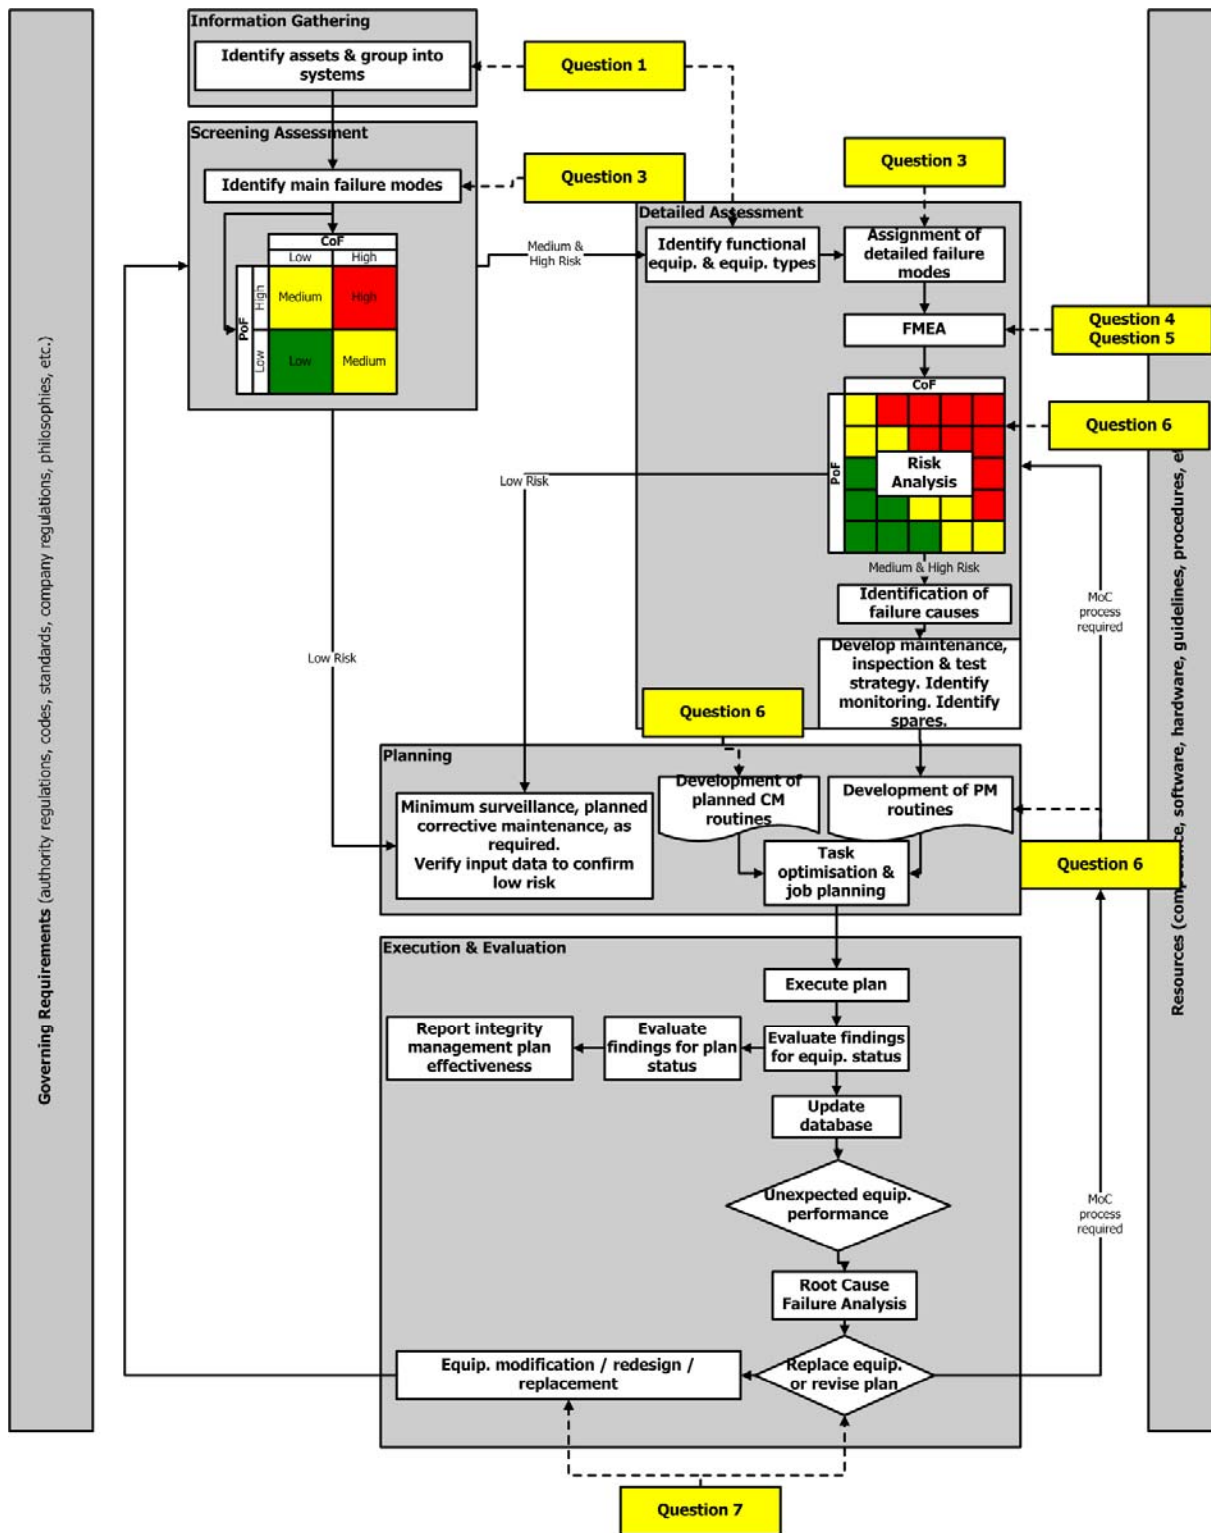 Information Gathering
Identify assets & group into
systems
Question 1
Screening Assessment
Identify main failure modes
Question 3
Question 3
CoF
Low
High
PoF
High
Low
Medium
High
Low
Medium
Medium &
High Risk
Detailed Assessment
Identify functional
equip. & equip. types
Assignment of
detailed failure
modes
FMEA
Question 4
Question 5
CoF
PoF
Risk
Analysis
Question 6
Low Risk
Medium & High Risk
Identification of
failure causes
Develop maintenance,
inspection & test
strategy. Identify
monitoring. Identify
spares.
MoC
process
required
Low Risk
Question 6
Planning
Minimum surveillance, planned
corrective maintenance, as
required.
Verify input data to confirm
low risk
Development of
planned CM
routines
Development of PM
routines
Task
optimisation &
job planning
Question 6
Execution & Evaluation
Execute plan
Report integrity
management plan
effectiveness
Evaluate
findings for plan
status
Evaluate findings
for equip. status
Update
database
Unexpected equip.
performance
Root Cause
Failure Analysis
Equip. modification / redesign /
replacement
Replace equip.
or revise plan
MoC
process
required
Question 7
Governing Requirements (authority regulations, codes, standards, company regulations, philosophies, etc.)
Resources software, hardware, guidelines, procedures,